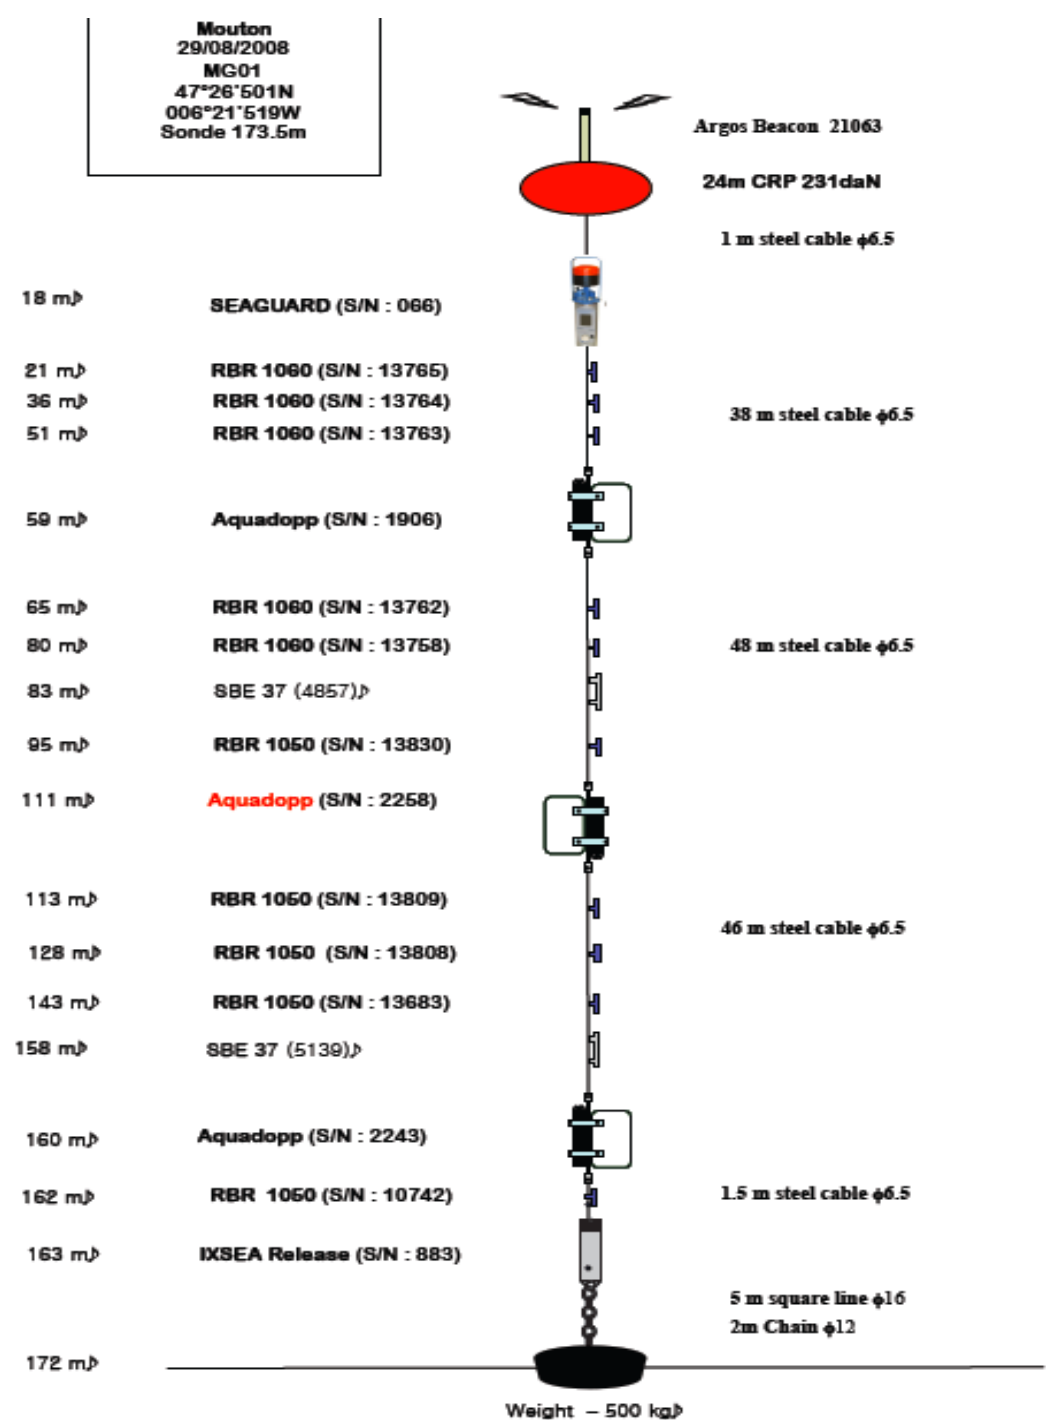 Mouton
29/08/2008
MG01
47°26'501N
006°21'519W
Sonde 173.5m
Argos Beacon 21063
24m CRP 231daN
1 m steel cable ϕ6.5
18 m SEAGUARD (S/N : 066)
21 m RBR 1060 (S/N : 13765)
36 m RBR 1060 (S/N : 13764)
38 m steel cable ϕ6.5
51 m RBR 1060 (S/N : 13763)
59 m Aquadopp (S/N : 1906)
65 m RBR 1060 (S/N : 13762)
80 m RBR 1060 (S/N : 13758) 48 m steel cable ϕ6.5
83 m SBE 37 (4857)
95 m RBR 1050 (S/N : 13830)
111 m Aquadopp (S/N : 2258)
113 m RBR 1050 (S/N : 13809)
46 m steel cable ϕ6.5
128 m RBR 1050 (S/N : 13808)
143 m RBR 1050 (S/N : 13683)
158 m SBE 37 (5139)
160 m Aquadopp (S/N : 2243)
162 m RBR 1050 (S/N : 10742) 1.5 m steel cable ϕ6.5
163 m IXSEA Release (S/N : 883)
5 m square line ϕ16
2m Chain ϕ12
172 m
Weight – 500 kg